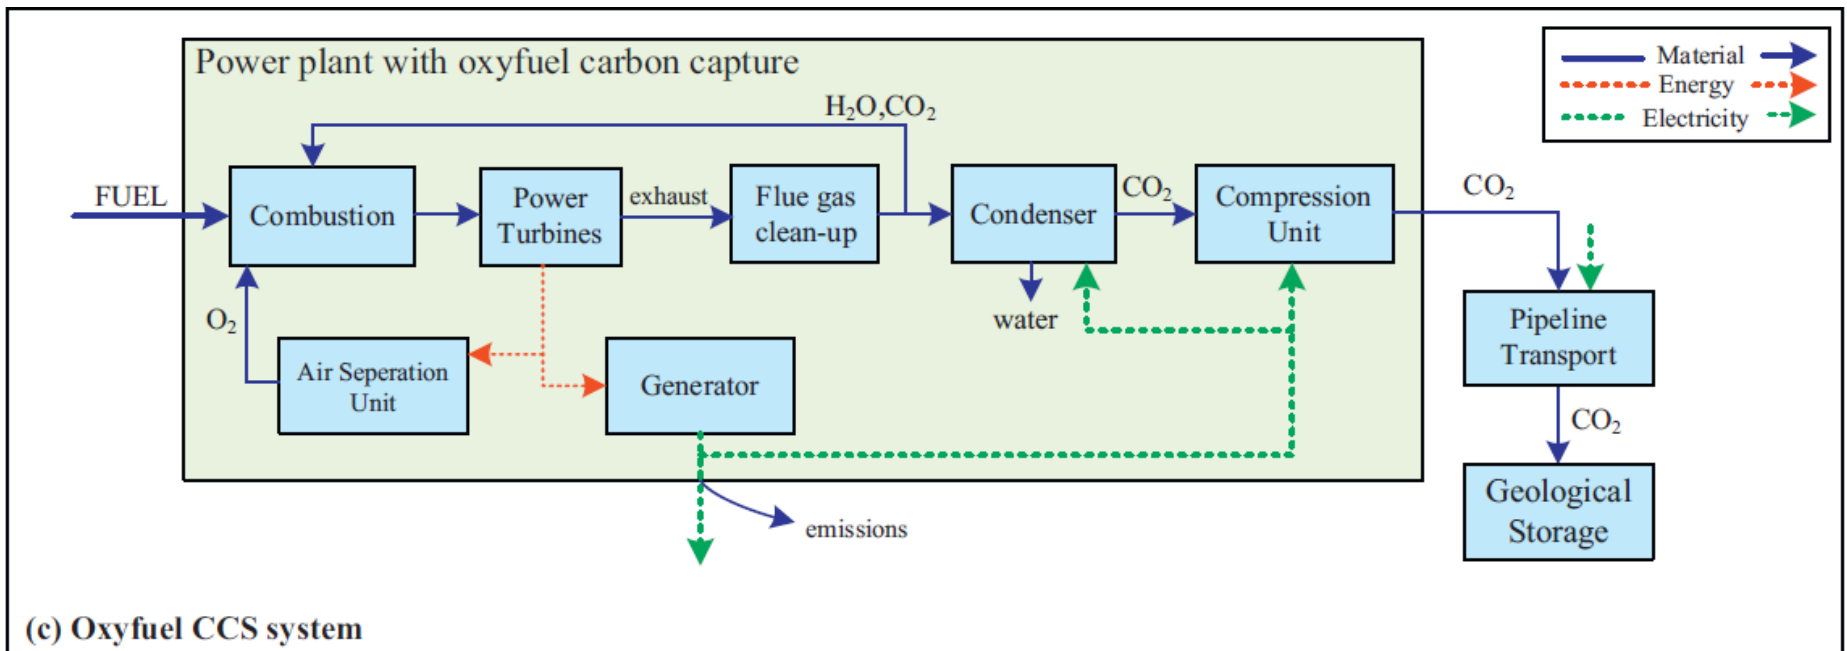 Power plant with oxyfuel carbon capture
Material
Energy
Electricity
H₂O,CO₂
FUEL
Combustion
Power
Turbines
exhaust
Flue gas
clean-up
Condenser
CO₂
Compression
Unit
CO₂
O₂
water
Air Seperation
Unit
Generator
Pipeline
Transport
CO₂
Geological
Storage
emissions
(c) Oxyfuel CCS system